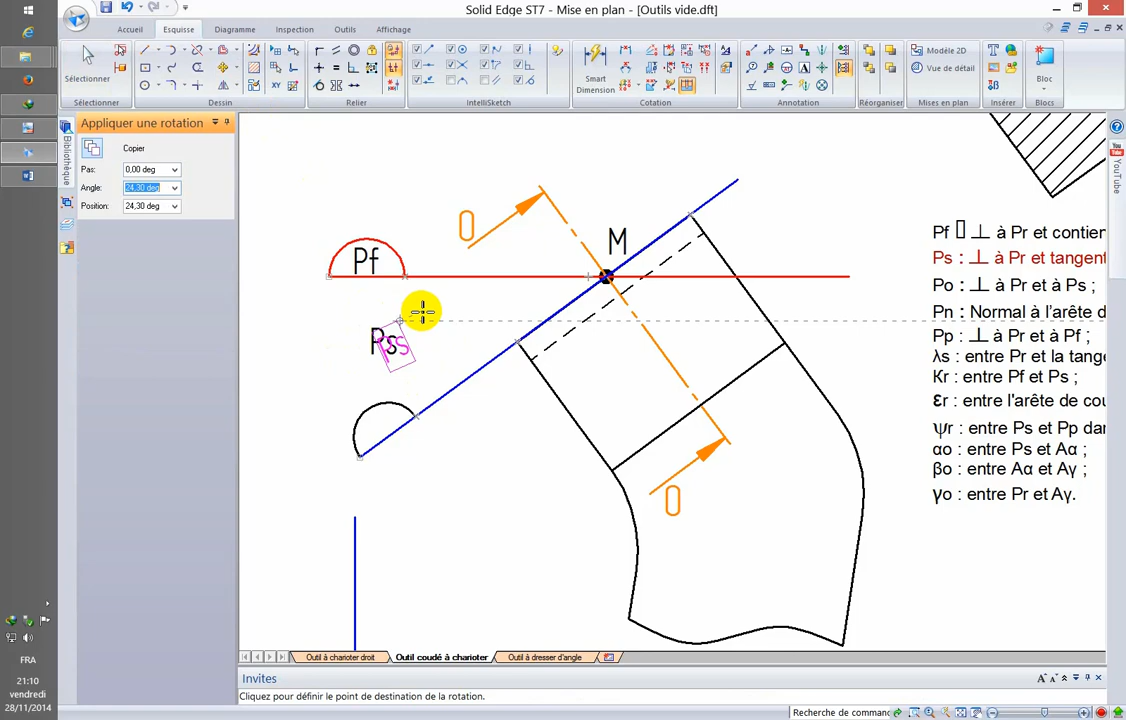 Solid Edge ST7 - Mise en plan - [Outils vide.dft]
Accueil
Esquisse
Diagramme
Inspection
Outils
Affichage
Sélectionner
Smart
Dimension
Modèle 2D
Vue de détail
Bloc
Sélectionner
Dessin
Relier
IntelliSketch
Cotation
Annotation
Réorganiser
Mises en plan
Insérer
Blocs
Appliquer une rotation
Copier
Pas: 0,00 deg
Angle: 24,30 deg
Position: 24,30 deg
Bibliothèque
YouTube
O
M
Pf
Ps
O
Pf ⊥ à Pr et contien
Ps : ⊥ à Pr et tangent
Po : ⊥ à Pr et à Ps ;
Pn : Normal à l'arête d
Pp : ⊥ à Pr et à Pf ;
λs : entre Pr et la tange
Kr : entre Pf et Ps ;
εr : entre l'arête de cou
ψr : entre Ps et Pp dar
αo : entre Ps et Aα ;
βo : entre Aα et Aγ ;
γo : entre Pr et Aγ.
Outil à charioter droit
Outil coudé à charioter
Outil à dresser d'angle
Invites
Cliquez pour définir le point de destination de la rotation.
Recherche de commanc
FRA
21:10
vendredi
28/11/2014